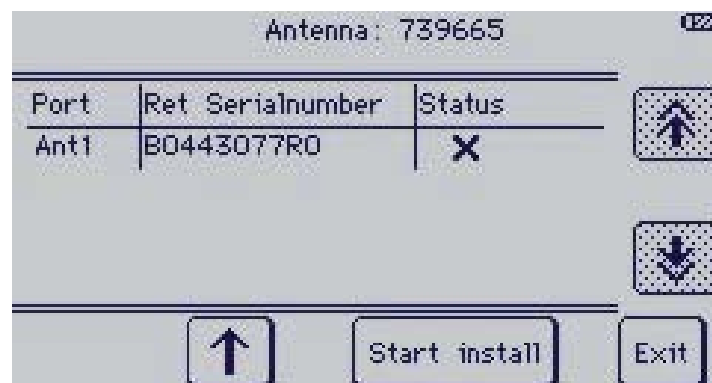 Antenna: 739665
Port Ret Serialnumber Status
Ant1 B0443077R0
Start install Exit